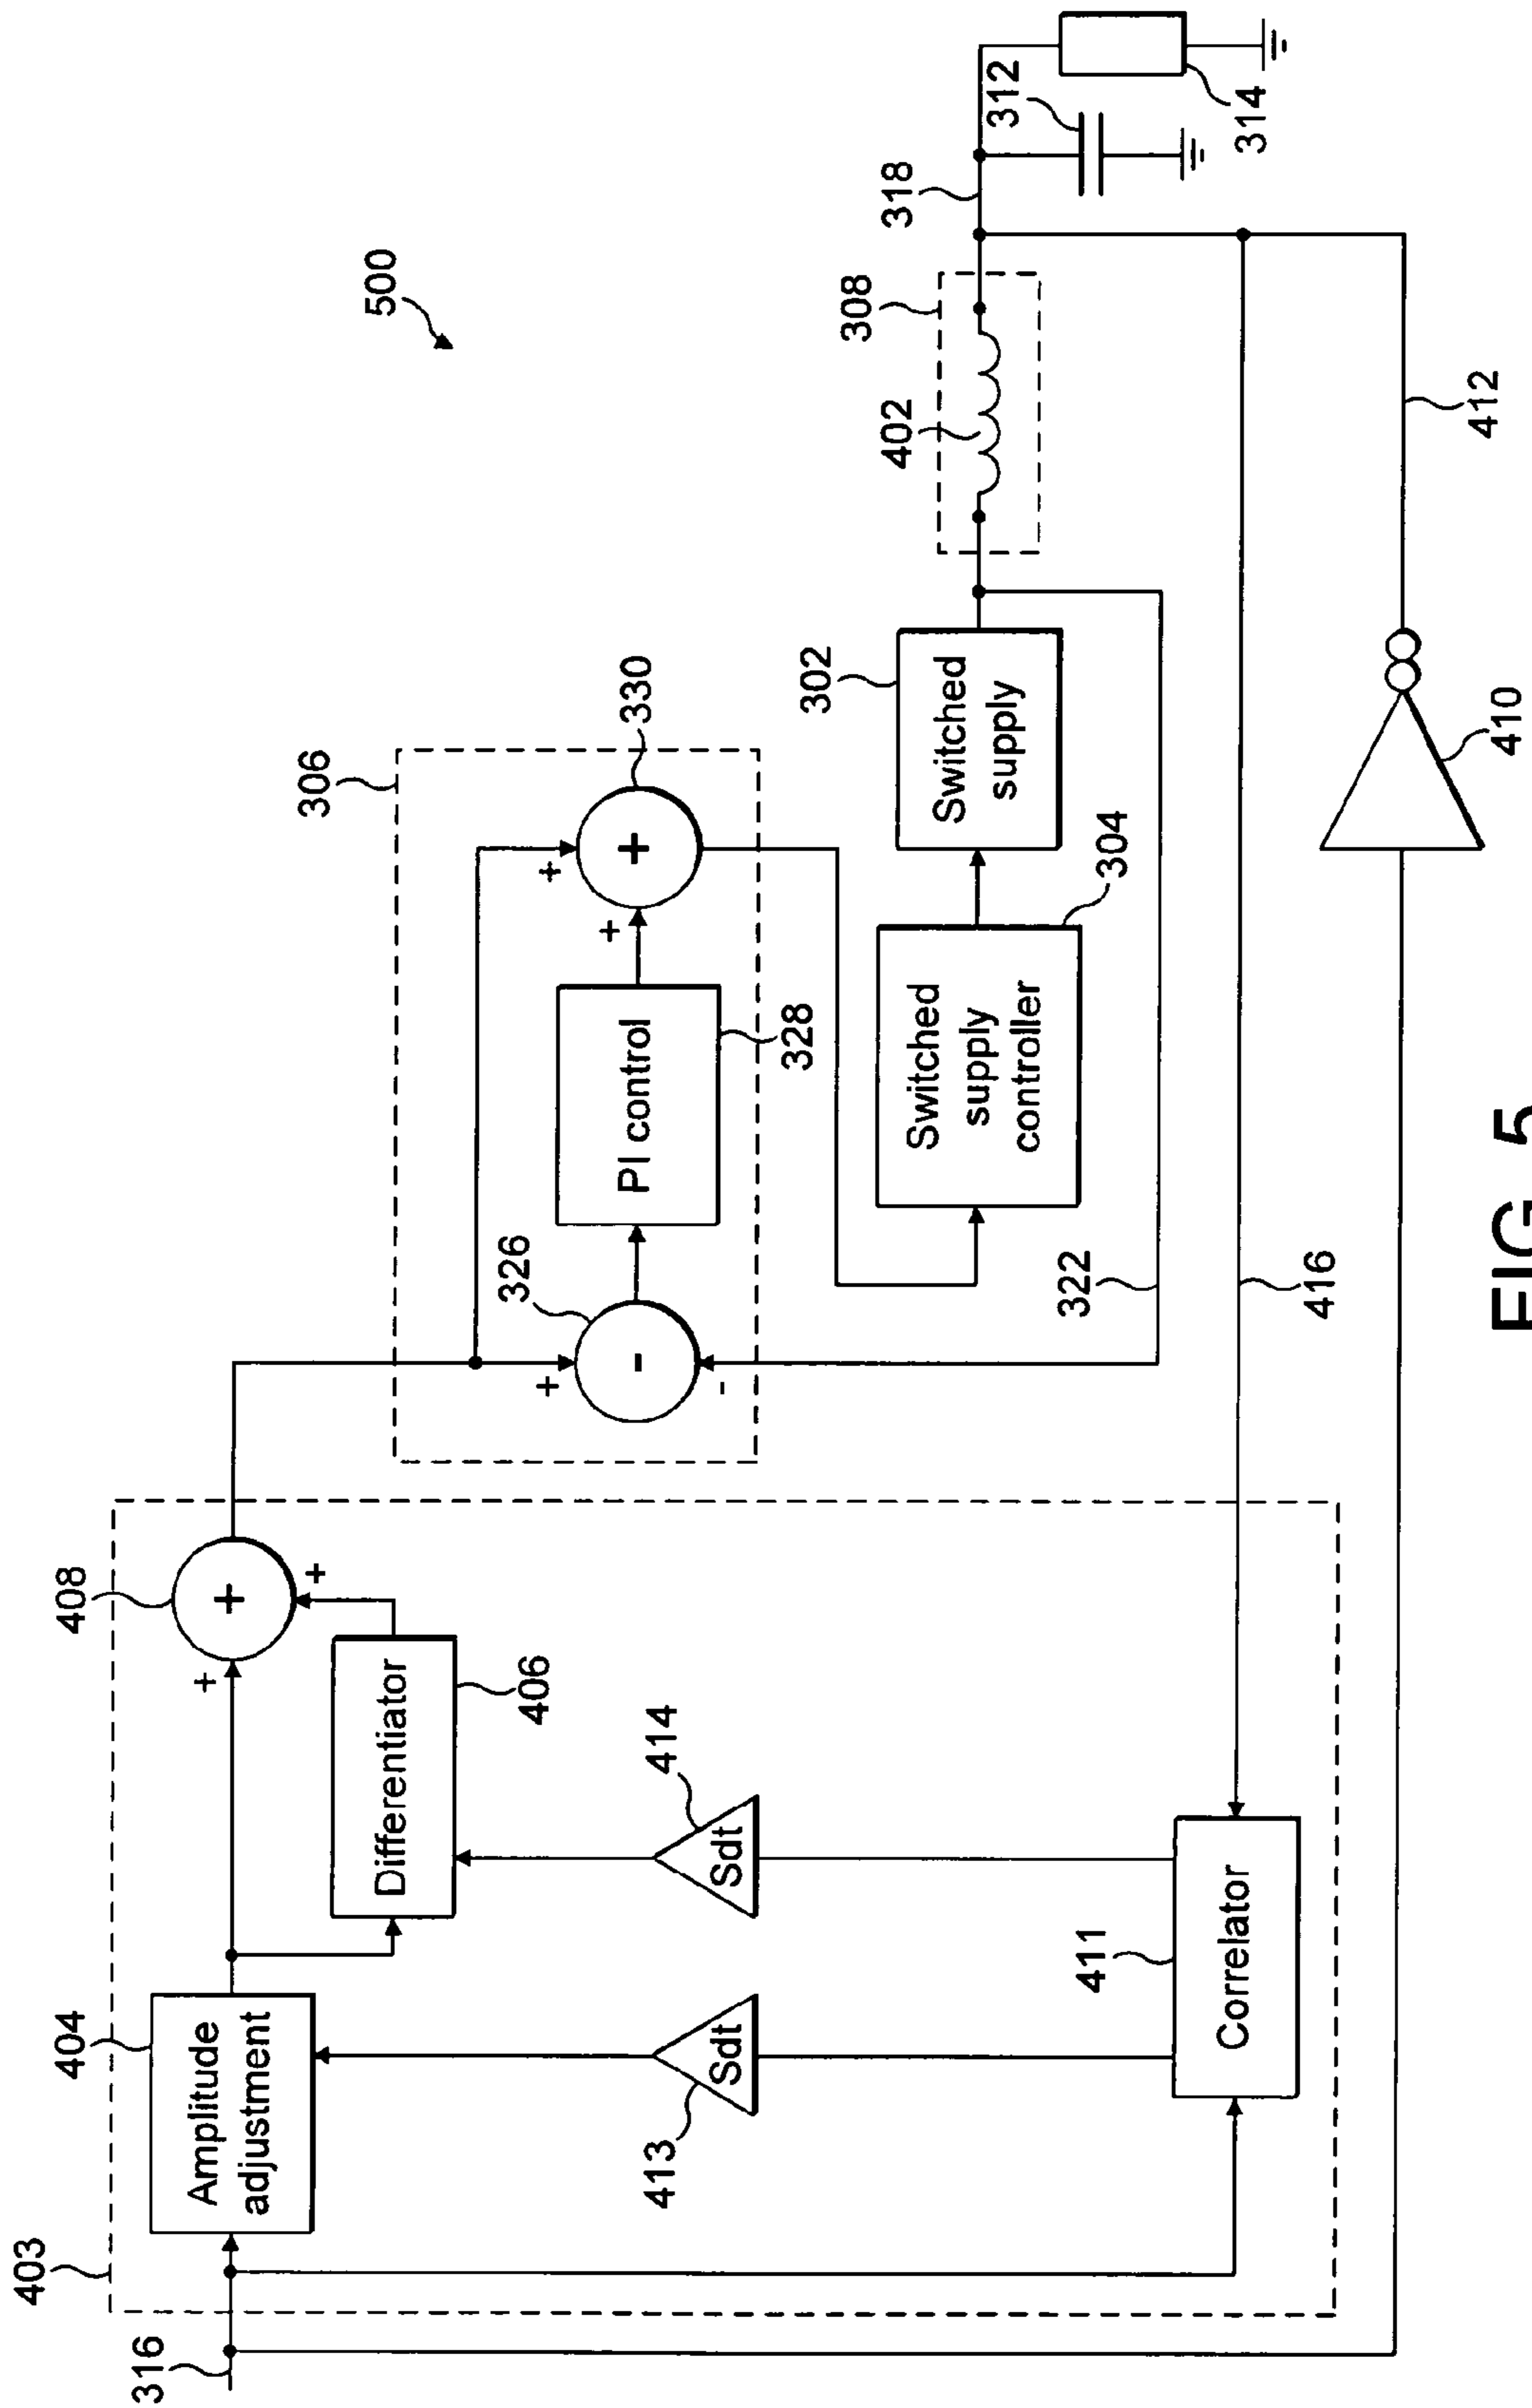 500
403
404
Amplitude
adjustment
316
408
+
+
+
Differentiator
406
413
Sdt
414
Sdt
411
Correlator
306
326
-
+
-
PI control
328
330
+
+
+
Switched
supply
controller
304
Switched
supply
302
322
416
308
402
318
312
314
412
410
FIG. 5